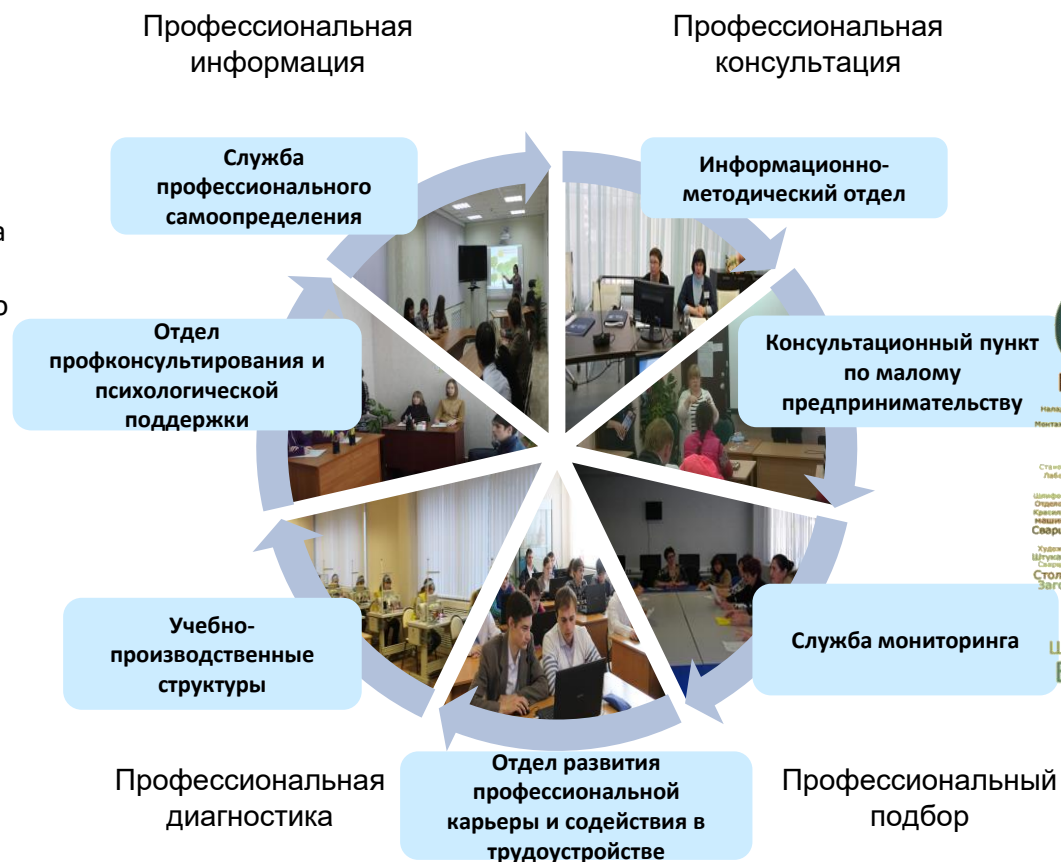 Профессиональная
информация
Профессиональная
консультация
Служба
профессионального
самоопределения
Информационно-
методический отдел
а
о
Отдел
профконсультирования и
психологической
поддержки
Консультационный пункт
по малому
предпринимательству
Учебно-
производственные
структуры
Служба мониторинга
Отдел развития
профессиональной
карьеры и содействия в
трудоустройстве
Профессиональная
диагностика
Профессиональный
подбор